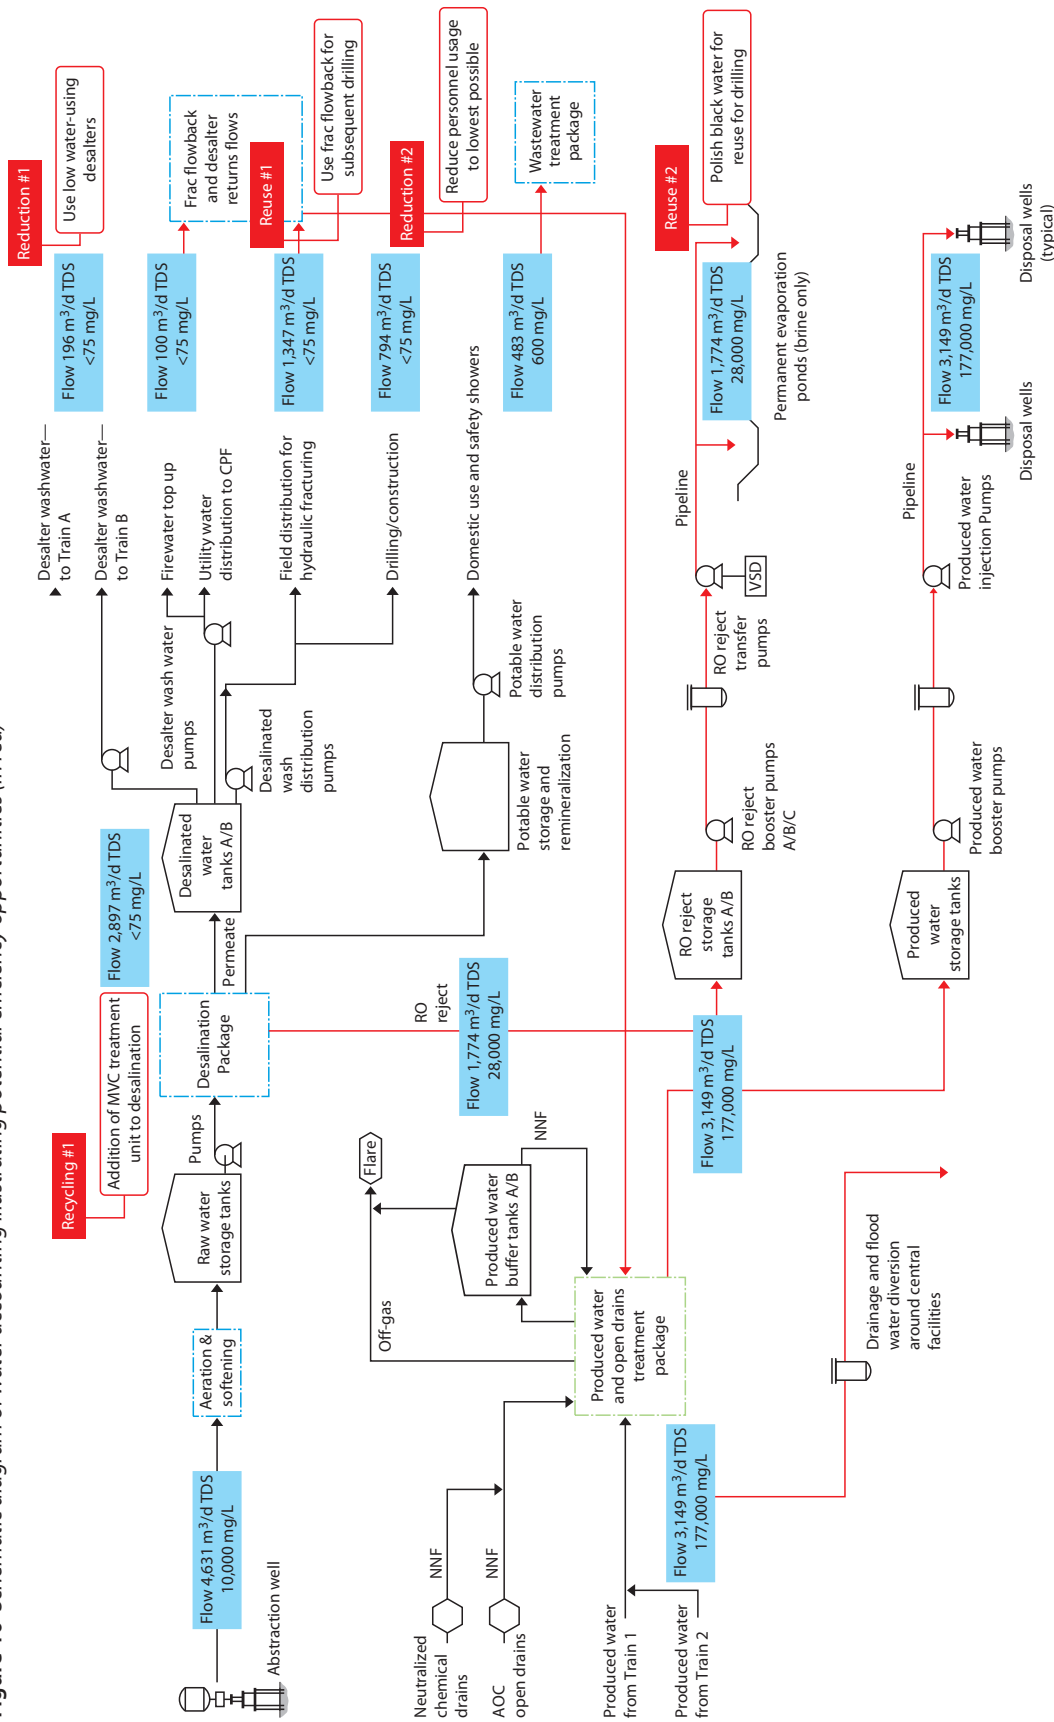 Schematic diagram of water accounting indicating potential efficiency opportunities (in red)
Recycling #1
Addition of MVC treatment
unit to desalination
Flow 2,897 m³/d TDS
<75 mg/L
Reduction #1
Use low water-using
desalters
Desalter washwater—
to Train A
Desalter washwater—
to Train B
Flow 196 m³/d TDS
<75 mg/L
Abstraction well
Flow 4,631 m³/d TDS
10,000 mg/L
Aeration &
softening
Raw water
storage tanks
Pumps
Desalination
Package
Permeate
Desalinated
water
tanks A/B
Desalter wash water
pumps
Desalinated
wash
distribution
pumps
Firewater top up
Utility water
distribution to CPF
Flow 100 m³/d TDS
<75 mg/L
Frac flowback
and desalter
returns flows
Reuse #1
Use frac flowback for
subsequent drilling
Field distribution for
hydraulic fracturing
Flow 1,347 m³/d TDS
<75 mg/L
Drilling/construction
Flow 794 m³/d TDS
<75 mg/L
Reduction #2
Reduce personnel usage
to lowest possible
Potable water
storage and
remineralization
Potable water
distribution
pumps
Domestic use and safety showers
Flow 483 m³/d TDS
600 mg/L
Wastewater
treatment
package
RO
reject
Flow 1,774 m³/d TDS
28,000 mg/L
Off-gas
Flare
Produced water
buffer tanks A/B
NNF
Neutralized
chemical
drains
NNF
AOC
open drains
NNF
Produced water
from Train 1
Produced water
from Train 2
Produced water
and open drains
treatment
package
Flow 3,149 m³/d TDS
177,000 mg/L
Flow 3,149 m³/d TDS
177,000 mg/L
RO reject
storage
tanks A/B
RO reject
booster pumps
A/B/C
RO reject
transfer
pumps
VSD
Pipeline
Flow 1,774 m³/d TDS
28,000 mg/L
Reuse #2
Polish black water for
reuse for drilling
Permanent evaporation
ponds (brine only)
Drainage and flood
water diversion
around central
facilities
Produced
water
storage tanks
Produced water
booster pumps
Produced water
injection Pumps
Pipeline
Flow 3,149 m³/d TDS
177,000 mg/L
Disposal wells
Disposal wells
(typical)